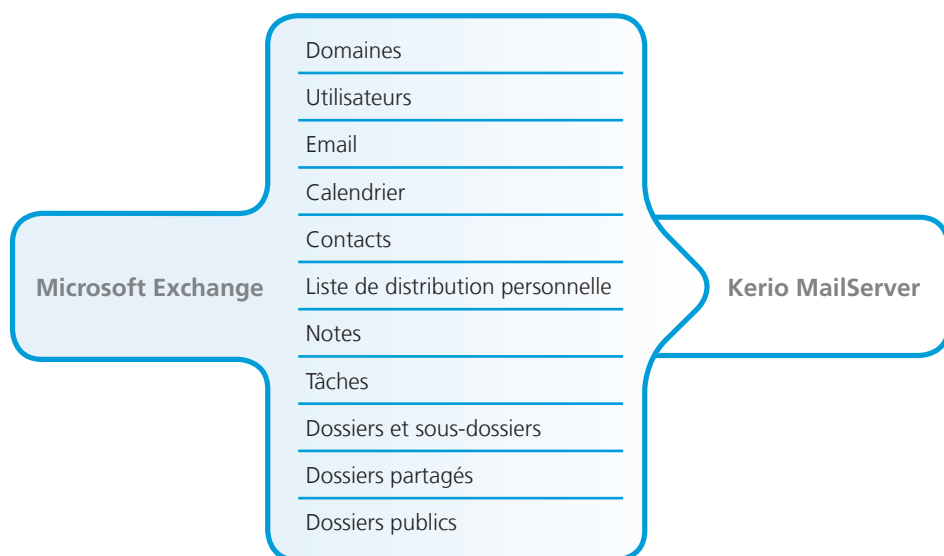 Domaines
Utilisateurs
Email
Calendrier
Contacts
Microsoft Exchange
Liste de distribution personnelle
Kerio MailServer
Notes
Tâches
Dossiers et sous-dossiers
Dossiers partagés
Dossiers publics